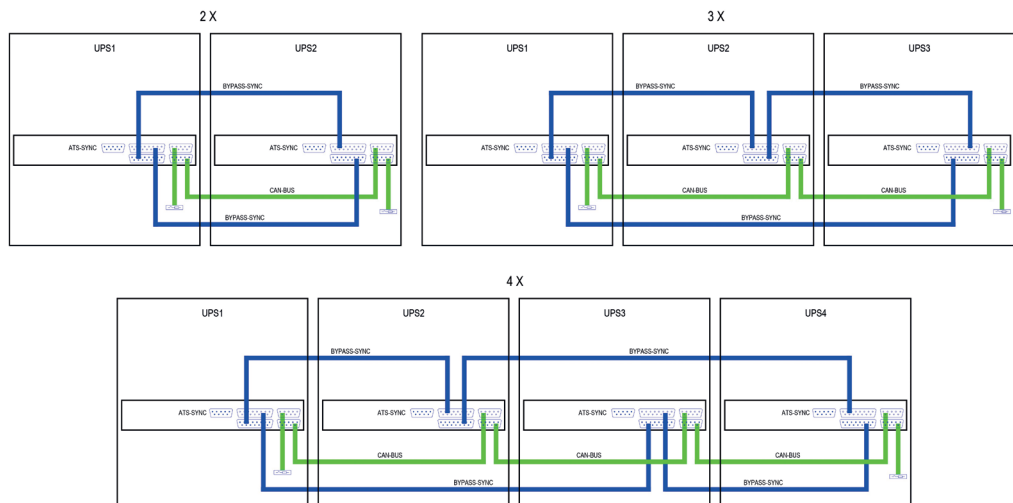 2 X
UPS1
UPS2
BYPASS-SYNC
ATS-SYNC
ATS-SYNC
CAN-BUS
BYPASS-SYNC
3 X
UPS1
UPS2
UPS3
BYPASS-SYNC
BYPASS-SYNC
ATS-SYNC
ATS-SYNC
ATS-SYNC
CAN-BUS
CAN-BUS
BYPASS-SYNC
4 X
UPS1
UPS2
UPS3
UPS4
BYPASS-SYNC
BYPASS-SYNC
ATS-SYNC
ATS-SYNC
ATS-SYNC
ATS-SYNC
CAN-BUS
CAN-BUS
CAN-BUS
BYPASS-SYNC
BYPASS-SYNC